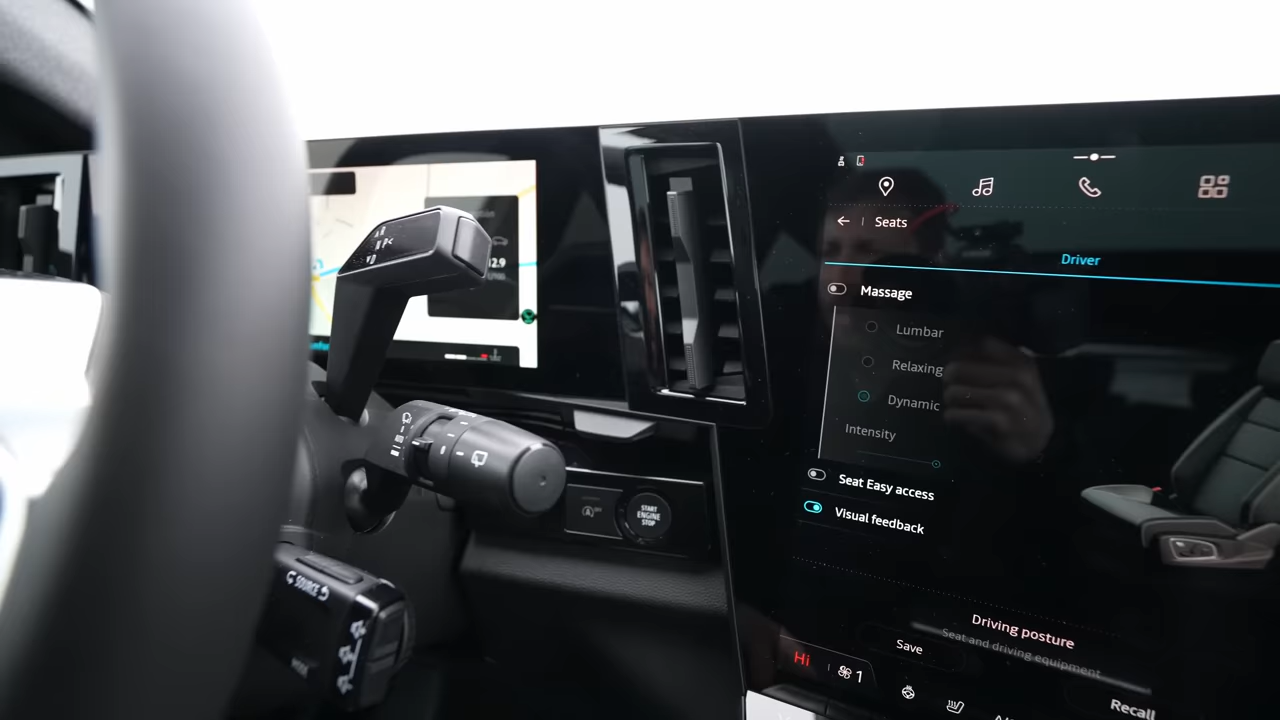 Seats
Driver
Massage
Lumbar
Relaxing
Dynamic
Intensity
Seat Easy access
Visual feedback
Driving posture
Seat and driving equipment
Save
Recall
Hi
1
START
ENGINE
STOP
SOURCE